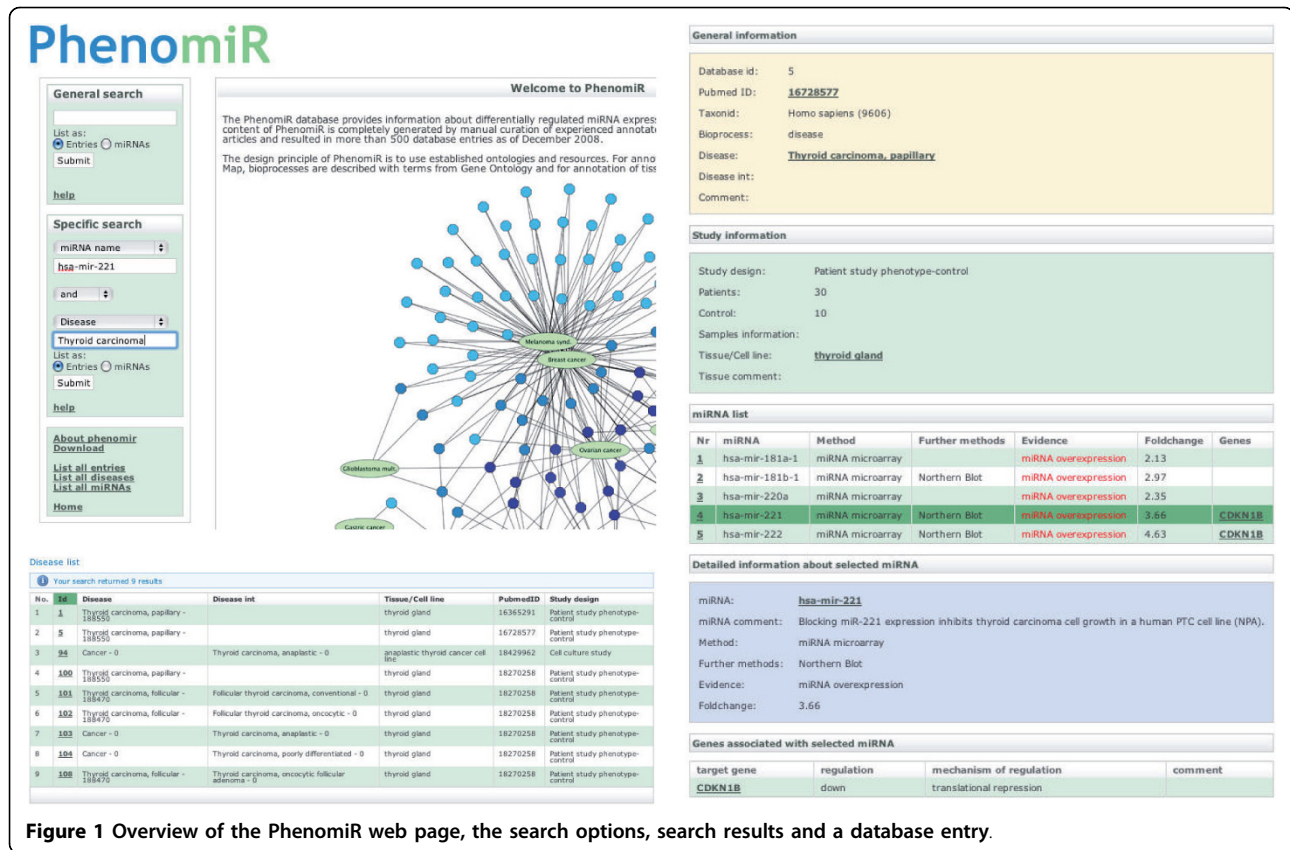 PhenomiR
General search
List as:
Entries miRNAs
Submit
help
Specific search
miRNA name
hsa-mir-221
and
Disease
Thyroid carcinoma
List as:
Entries miRNAs
Submit
help
About phenomir
Download
List all entries
List all diseases
List all miRNAs
Home
Welcome to PhenomiR
The PhenomiR database provides information about differentially regulated miRNA expres
content of PhenomiR is completely generated by manual curation of experienced annotat
articles and resulted in more than 500 database entries as of December 2008.
The design principle of PhenomiR is to use established ontologies and resources. For anno
Map, bioprocesses are described with terms from Gene Ontology and for annotation of tis
Melanoma synd.
Breast cancer
Ovarian cancer
Glioblastoma mult.
Gastric cancer
Disease list
Your search returned 9 results
No. Id Disease Disease int Tissue/Cell line PubmedID Study design
1 1 Thyroid carcinoma, papillary - 188550 thyroid gland 16365291 Patient study phenotype-control
2 5 Thyroid carcinoma, papillary - 188550 thyroid gland 16728577 Patient study phenotype-control
3 94 Cancer - 0 Thyroid carcinoma, anaplastic - 0 anaplastic thyroid cancer cell line 18429962 Cell culture study
4 100 Thyroid carcinoma, papillary - 188550 thyroid gland 18270258 Patient study phenotype-control
5 101 Thyroid carcinoma, follicular - 188470 Follicular thyroid carcinoma, conventional - 0 thyroid gland 18270258 Patient study phenotype-control
6 102 Thyroid carcinoma, follicular - 188470 Follicular thyroid carcinoma, oncocytic - 0 thyroid gland 18270258 Patient study phenotype-control
7 103 Cancer - 0 Thyroid carcinoma, anaplastic - 0 thyroid gland 18270258 Patient study phenotype-control
8 104 Cancer - 0 Thyroid carcinoma, poorly differentiated - 0 thyroid gland 18270258 Patient study phenotype-control
9 108 Thyroid carcinoma, follicular - 188470 Thyroid carcinoma, oncocytic follicular adenoma - 0 thyroid gland 18270258 Patient study phenotype-control
General information
Database id: 5
Pubmed ID: 16728577
Taxonid: Homo sapiens (9606)
Bioprocess: disease
Disease: Thyroid carcinoma, papillary
Disease int:
Comment:
Study information
Study design: Patient study phenotype-control
Patients: 30
Control: 10
Samples information:
Tissue/Cell line: thyroid gland
Tissue comment:
miRNA list
Nr miRNA Method Further methods Evidence Foldchange Genes
1 hsa-mir-181a-1 miRNA microarray miRNA overexpression 2.13
2 hsa-mir-181b-1 miRNA microarray Northern Blot miRNA overexpression 2.97
3 hsa-mir-220a miRNA microarray miRNA overexpression 2.35
4 hsa-mir-221 miRNA microarray Northern Blot miRNA overexpression 3.66 CDKN1B
5 hsa-mir-222 miRNA microarray Northern Blot miRNA overexpression 4.63 CDKN1B
Detailed information about selected miRNA
miRNA: hsa-mir-221
miRNA comment: Blocking miR-221 expression inhibits thyroid carcinoma cell growth in a human PTC cell line (NPA).
Method: miRNA microarray
Further methods: Northern Blot
Evidence: miRNA overexpression
Foldchange: 3.66
Genes associated with selected miRNA
target gene regulation mechanism of regulation comment
CDKN1B down translational repression
Figure 1 Overview of the PhenomiR web page, the search options, search results and a database entry.